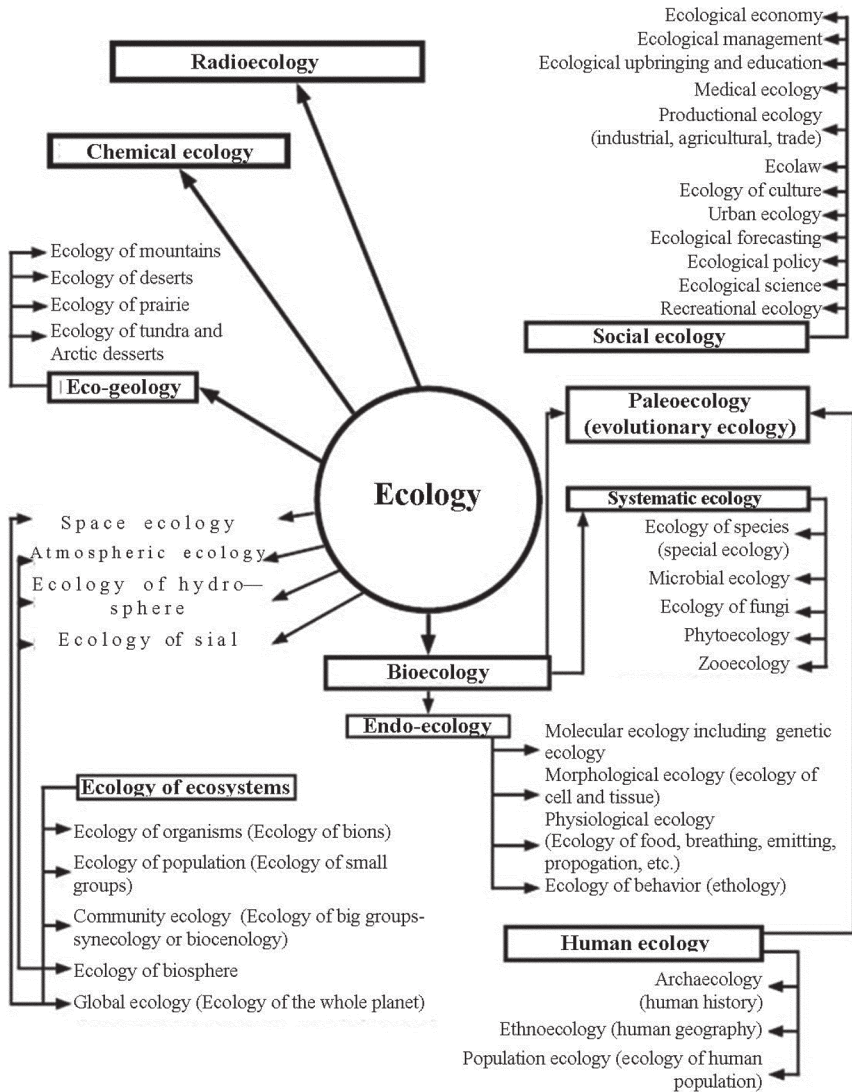 Radioecology
Chemical ecology
Ecology of mountains
Ecology of deserts
Ecology of prairie
Ecology of tundra and
Arctic desserts
Eco-geology
Ecological economy
Ecological management
Ecological upbringing and education
Medical ecology
Productional ecology
(industrial, agricultural, trade)
Ecolaw
Ecology of culture
Urban ecology
Ecological forecasting
Ecological policy
Ecological science
Recreational ecology
Social ecology
Ecology
Paleoecology
(evolutionary ecology)
Systematic ecology
Ecology of species
(special ecology)
Microbial ecology
Ecology of fungi
Phytoecology
Zooecology
Space ecology
Atmospheric ecology
Ecology of hydro—
sphere
Ecology of sial
Bioecology
Endo-ecology
Molecular ecology including genetic
ecology
Morphological ecology (ecology of
cell and tissue)
Physiological ecology
(Ecology of food, breathing, emitting,
propogation, etc.)
Ecology of behavior (ethology)
Ecology of ecosystems
Ecology of organisms (Ecology of bions)
Ecology of population (Ecology of small
groups)
Community ecology (Ecology of big groups-
synecology or biocenology)
Ecology of biosphere
Global ecology (Ecology of the whole planet)
Human ecology
Archaecology
(human history)
Ethnoecology (human geography)
Population ecology (ecology of human
population)